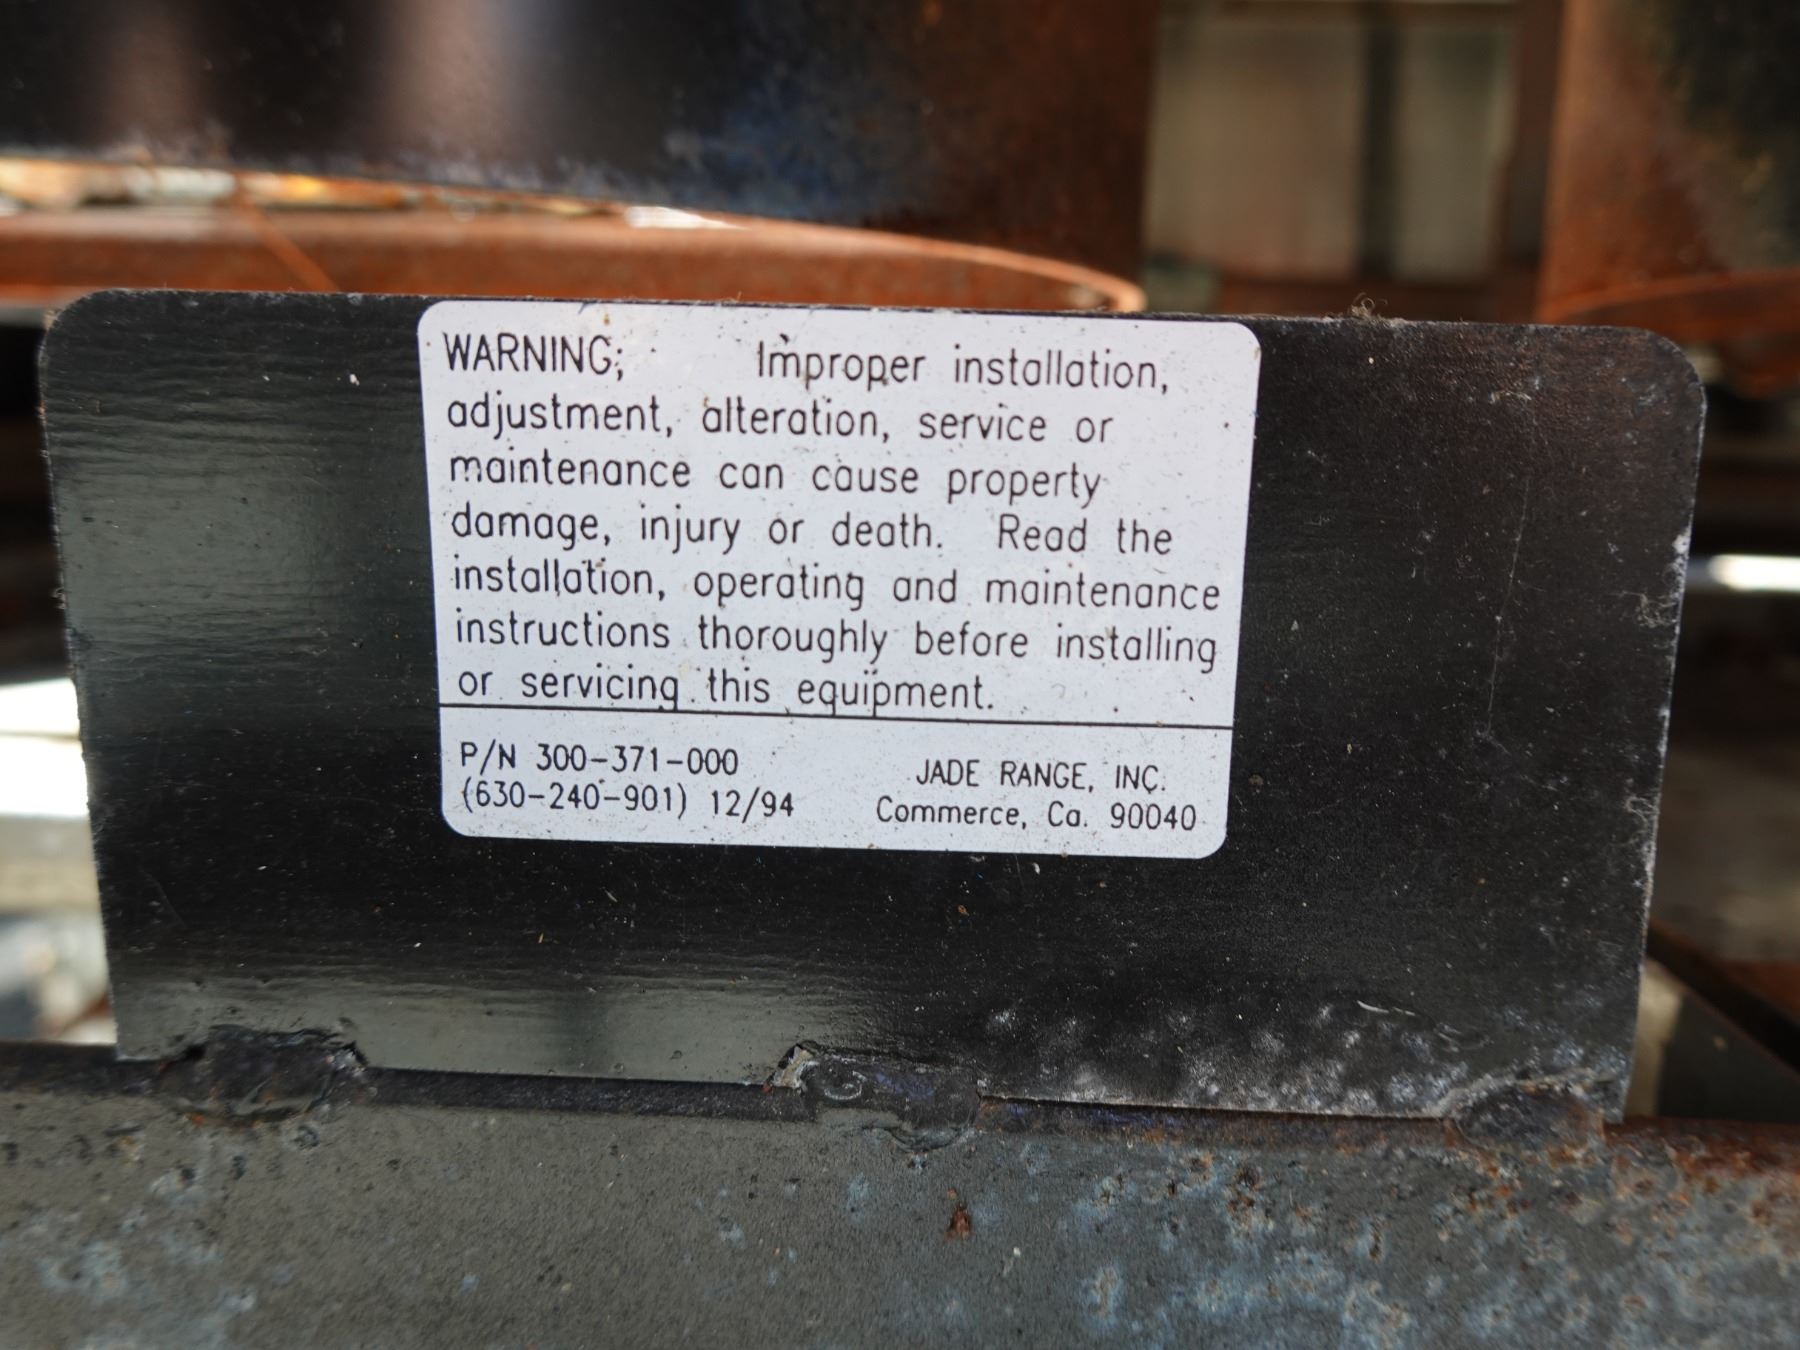 WARNING; Improper installation,
adjustment, alteration, service or
maintenance can cause property
damage, injury or death. Read the
installation, operating and maintenance
instructions thoroughly before installing
or servicing this equipment.
P/N 300-371-000
(630-240-901) 12/94
JADE RANGE, INC.
Commerce, Ca. 90040